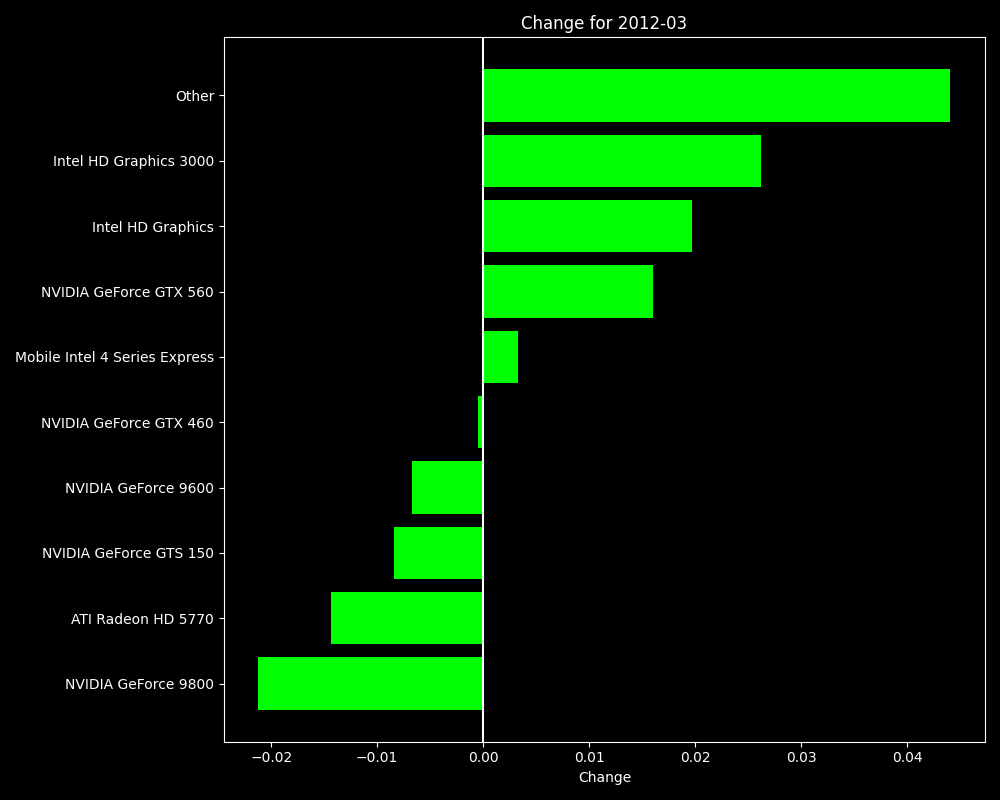 Change for 2012-03
Other
Intel HD Graphics 3000
Intel HD Graphics
NVIDIA GeForce GTX 560
Mobile Intel 4 Series Express
NVIDIA GeForce GTX 460
NVIDIA GeForce 9600
NVIDIA GeForce GTS 150
ATI Radeon HD 5770
NVIDIA GeForce 9800
−0.02 −0.01 0.00 0.01 0.02 0.03 0.04
Change